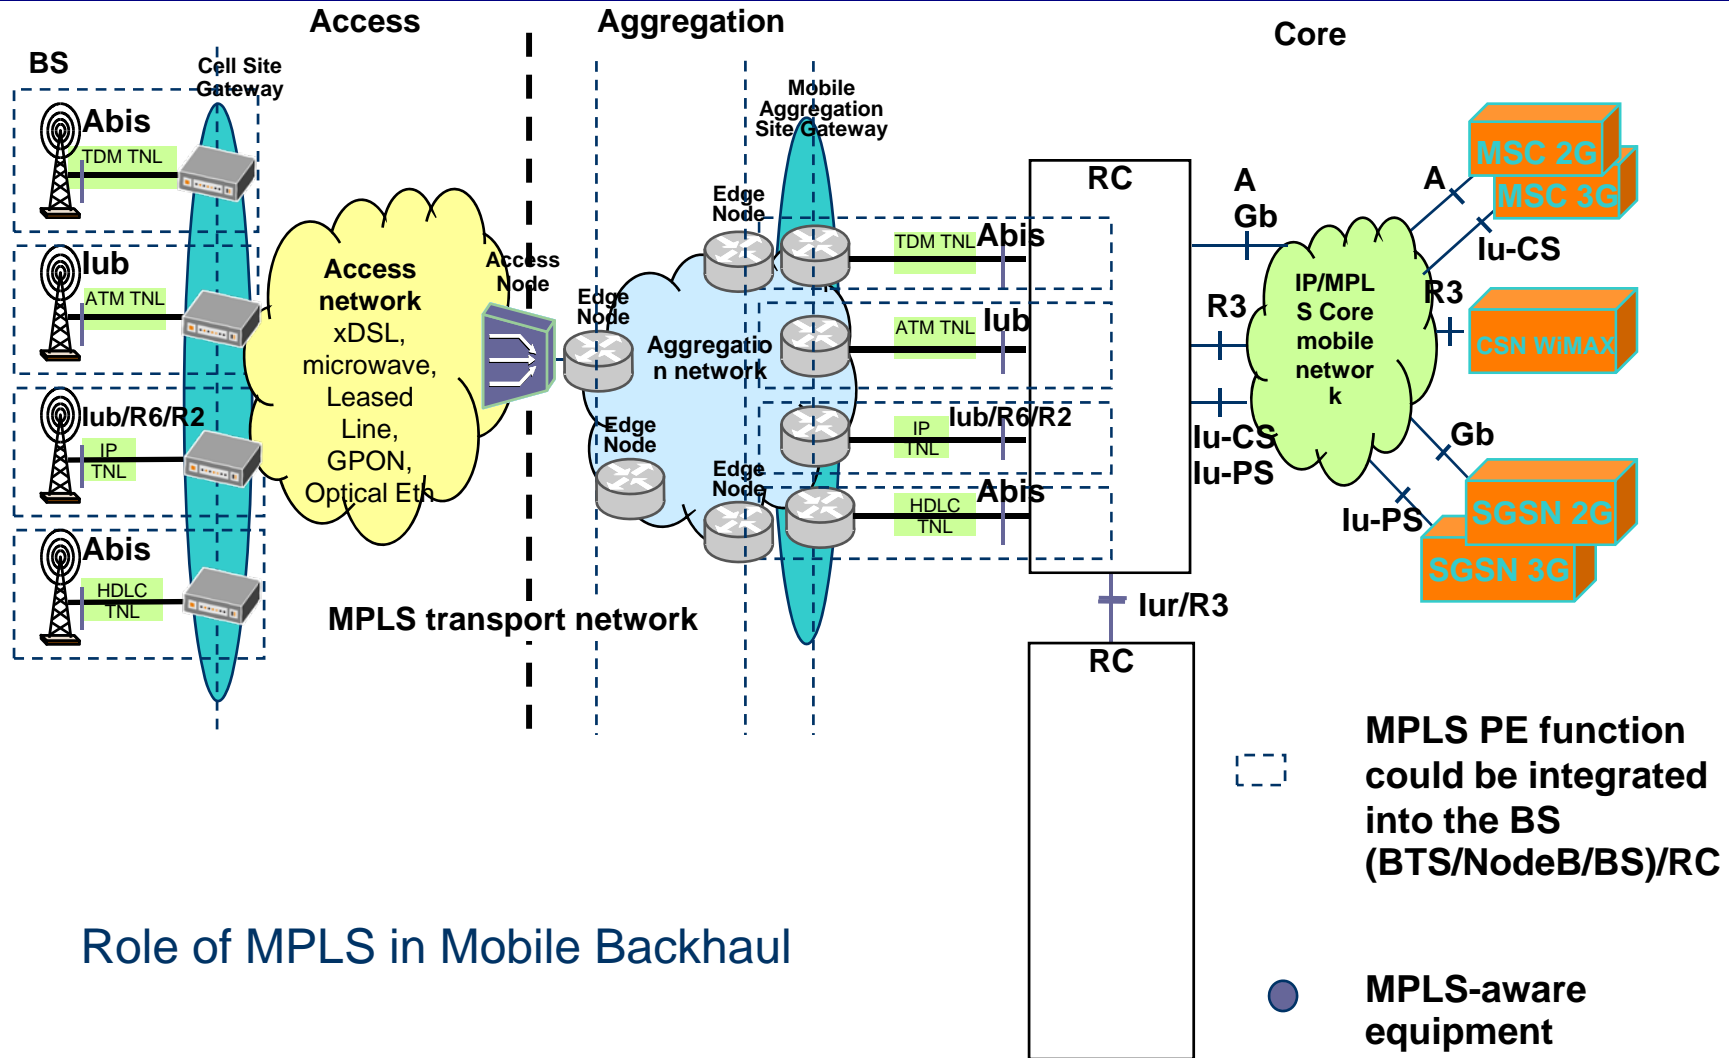 Access
Aggregation
Core
BS
Cell Site
Gateway
Mobile
Aggregation
Site Gateway
Abis
TDM TNL
Iub
ATM TNL
Iub/R6/R2
IP
TNL
Abis
HDLC
TNL
Access
network
xDSL,
microwave,
Leased
Line,
GPON,
Optical Eth
Access
Node
Edge
Node
Edge
Node
Edge
Node
Edge
Node
Aggregatio
n network
MPLS transport network
TDM TNL
Abis
ATM TNL
Iub
IP
TNL
Iub/R6/R2
HDLC
TNL
Abis
RC
Iur/R3
RC
A
Gb
R3
Iu-CS
Iu-PS
IP/MPL
S Core
mobile
networ
k
A
Iu-CS
R3
Gb
Iu-PS
MSC 2G
MSC 3G
CSN WiMAX
SGSN 2G
SGSN 3G
MPLS PE function
could be integrated
into the BS
(BTS/NodeB/BS)/RC
MPLS-aware
equipment
Role of MPLS in Mobile Backhaul